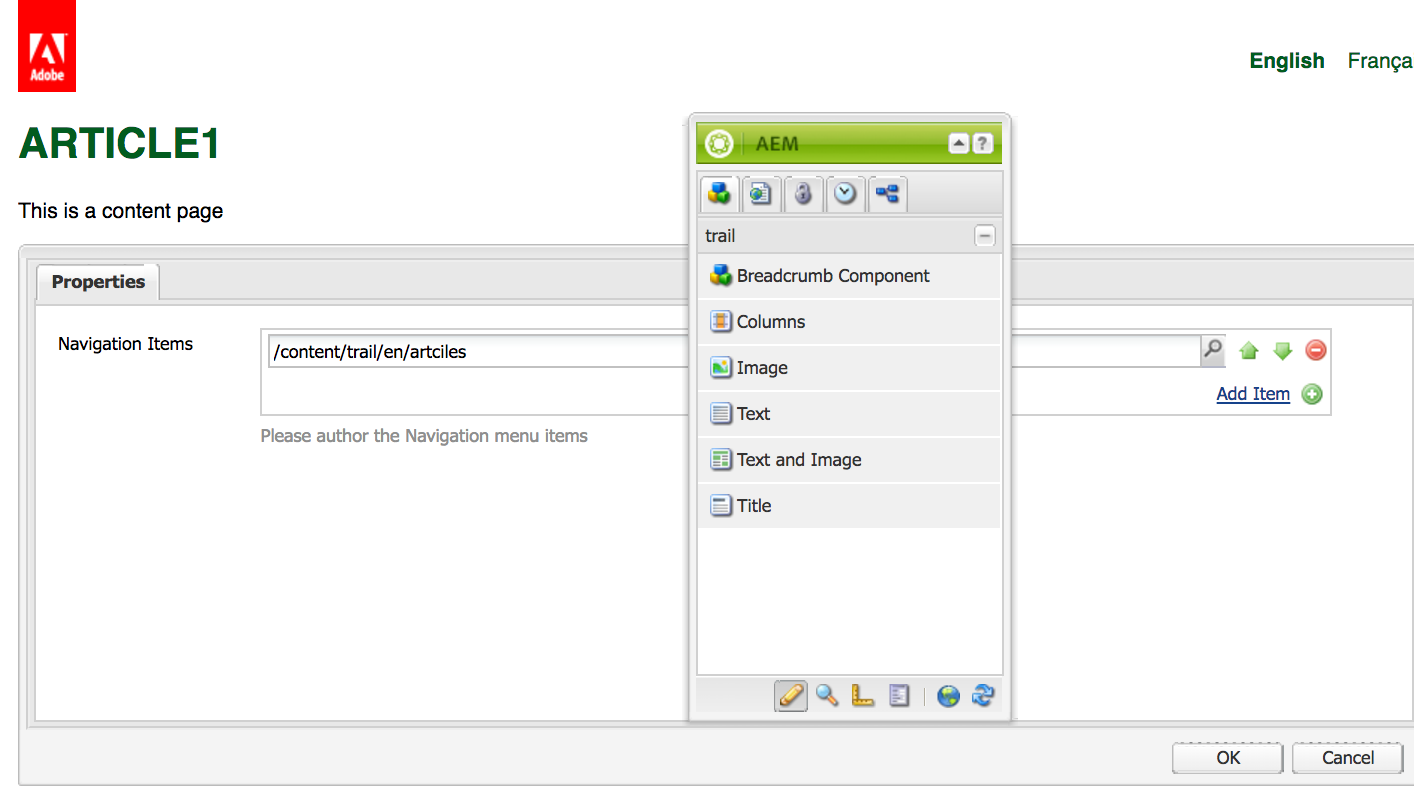 Adobe
English França
ARTICLE1
This is a content page
AEM
?
trail
Breadcrumb Component
Columns
Image
Text
Text and Image
Title
Properties
Navigation Items
/content/trail/en/artciles
Add Item
Please author the Navigation menu items
OK Cancel